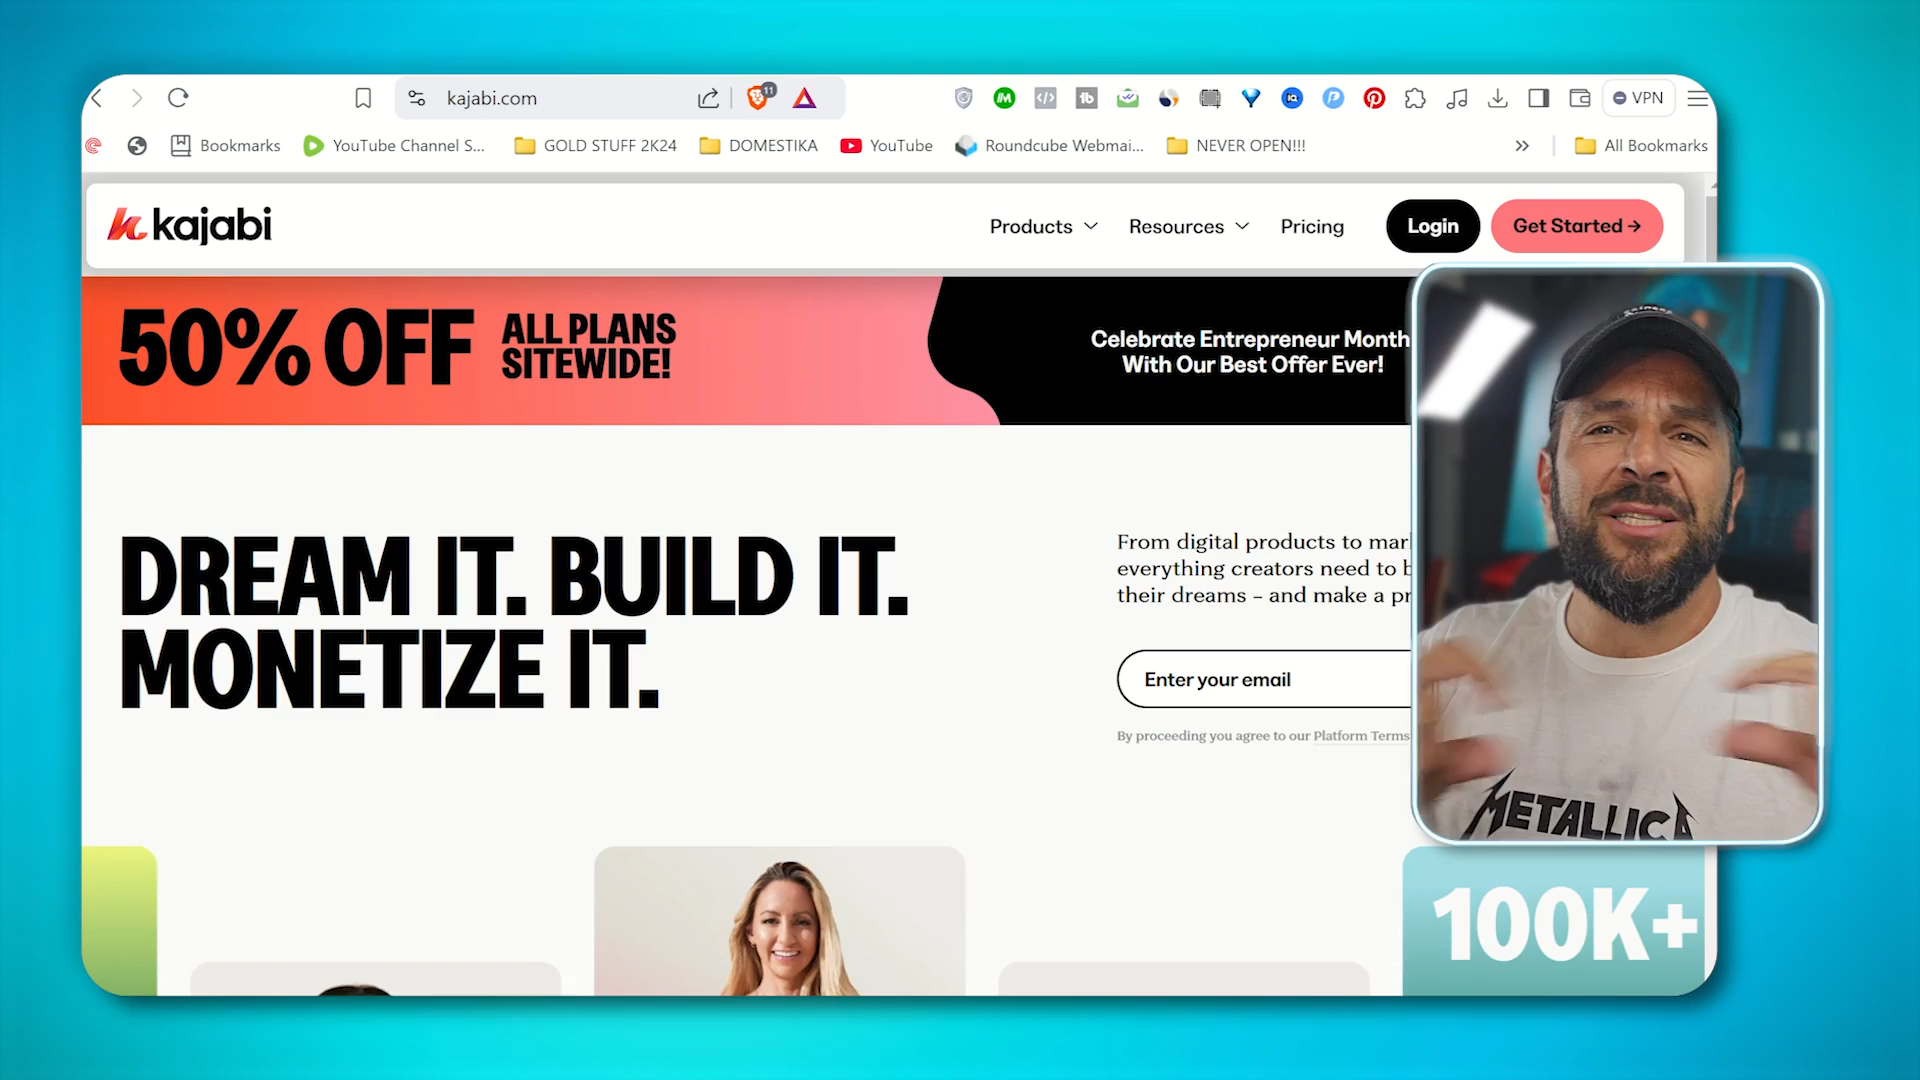 kajabi.com
11
VPN
Bookmarks
YouTube Channel S...
GOLD STUFF 2K24
DOMESTIKA
YouTube
Roundcube Webmai...
NEVER OPEN!!!
All Bookmarks
kajabi
Products
Resources
Pricing
Login
Get Started →
50% OFF
ALL PLANS
SITEWIDE!
Celebrate Entrepreneur Month
With Our Best Offer Ever!
DREAM IT. BUILD IT.
MONETIZE IT.
From digital products to
everything creators need to
their dreams – and make a
Enter your email
By proceeding you agree to our Platform Terms
METALLICA
100K+